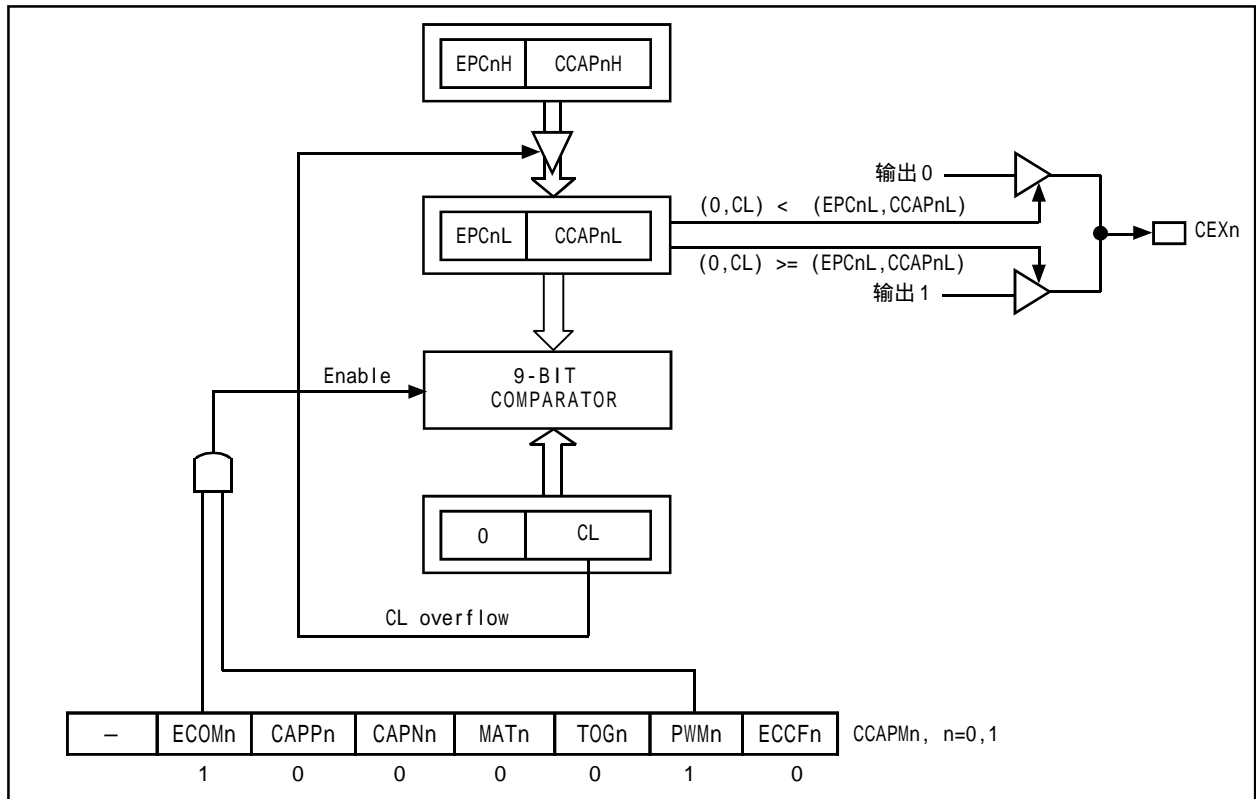 EPCnH CCAPnH
输出0
(0,CL) < (EPCnL,CCAPnL)
EPCnL CCAPnL
CEXn
(0,CL) >= (EPCnL,CCAPnL)
输出1
Enable
9-BIT
COMPARATOR
0 CL
CL overflow
— ECOMn CAPPn CAPNn MATn TOGn PWMn ECCFn CCAPMn, n=0,1
1 0 0 0 0 1 0